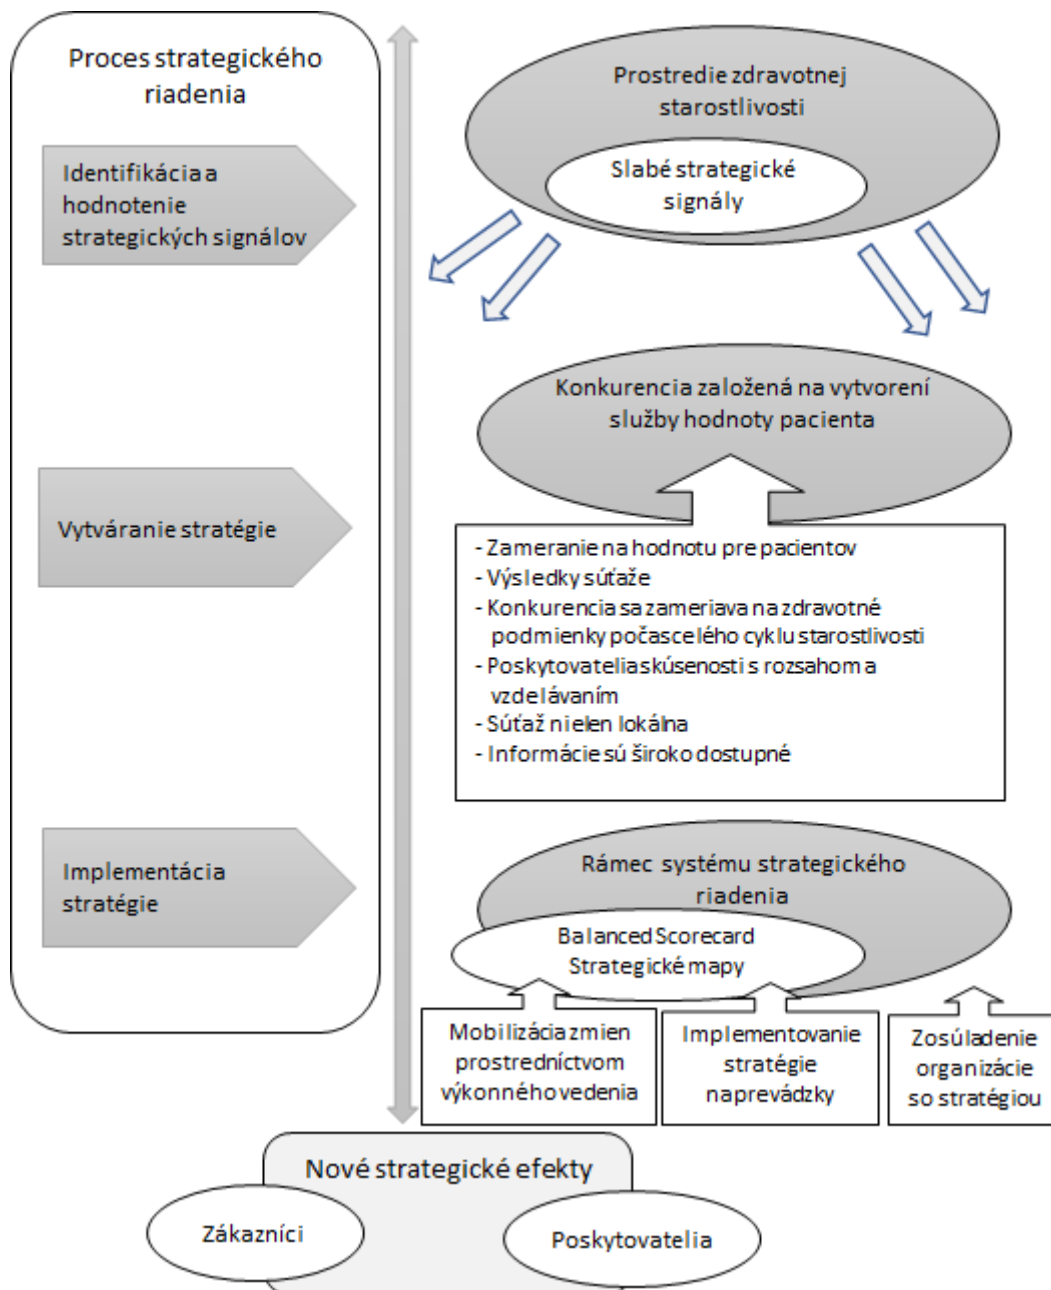 Proces strategického
riadenia
Identifikácia a
hodnotenie
strategických signálov
Vytváranie stratégie
Implementácia
stratégie
Prostredie zdravotnej
starostlivosti
Slabé strategické
signály
Konkurencia založená na vytvorení
služby hodnoty pacienta
- Zameranie na hodnotu pre pacientov
- Výsledky súťaže
- Konkurencia sa zameriava na zdravotné
podmienky počas celého cyklu starostlivosti
- Poskytovatelia skúsenosti s rozsahom a
vzdelávaním
- Súťaž nielen lokálna
- Informácie sú široko dostupné
Rámec systému strategického
riadenia
Balanced Scorecard
Strategické mapy
Mobilizácia zmien
prostredníctvom
výkonného vedenia
Implementovanie
stratégie
na prevádzky
Zosúladenie
organizácie
so stratégiou
Nové strategické efekty
Zákazníci
Poskytovatelia